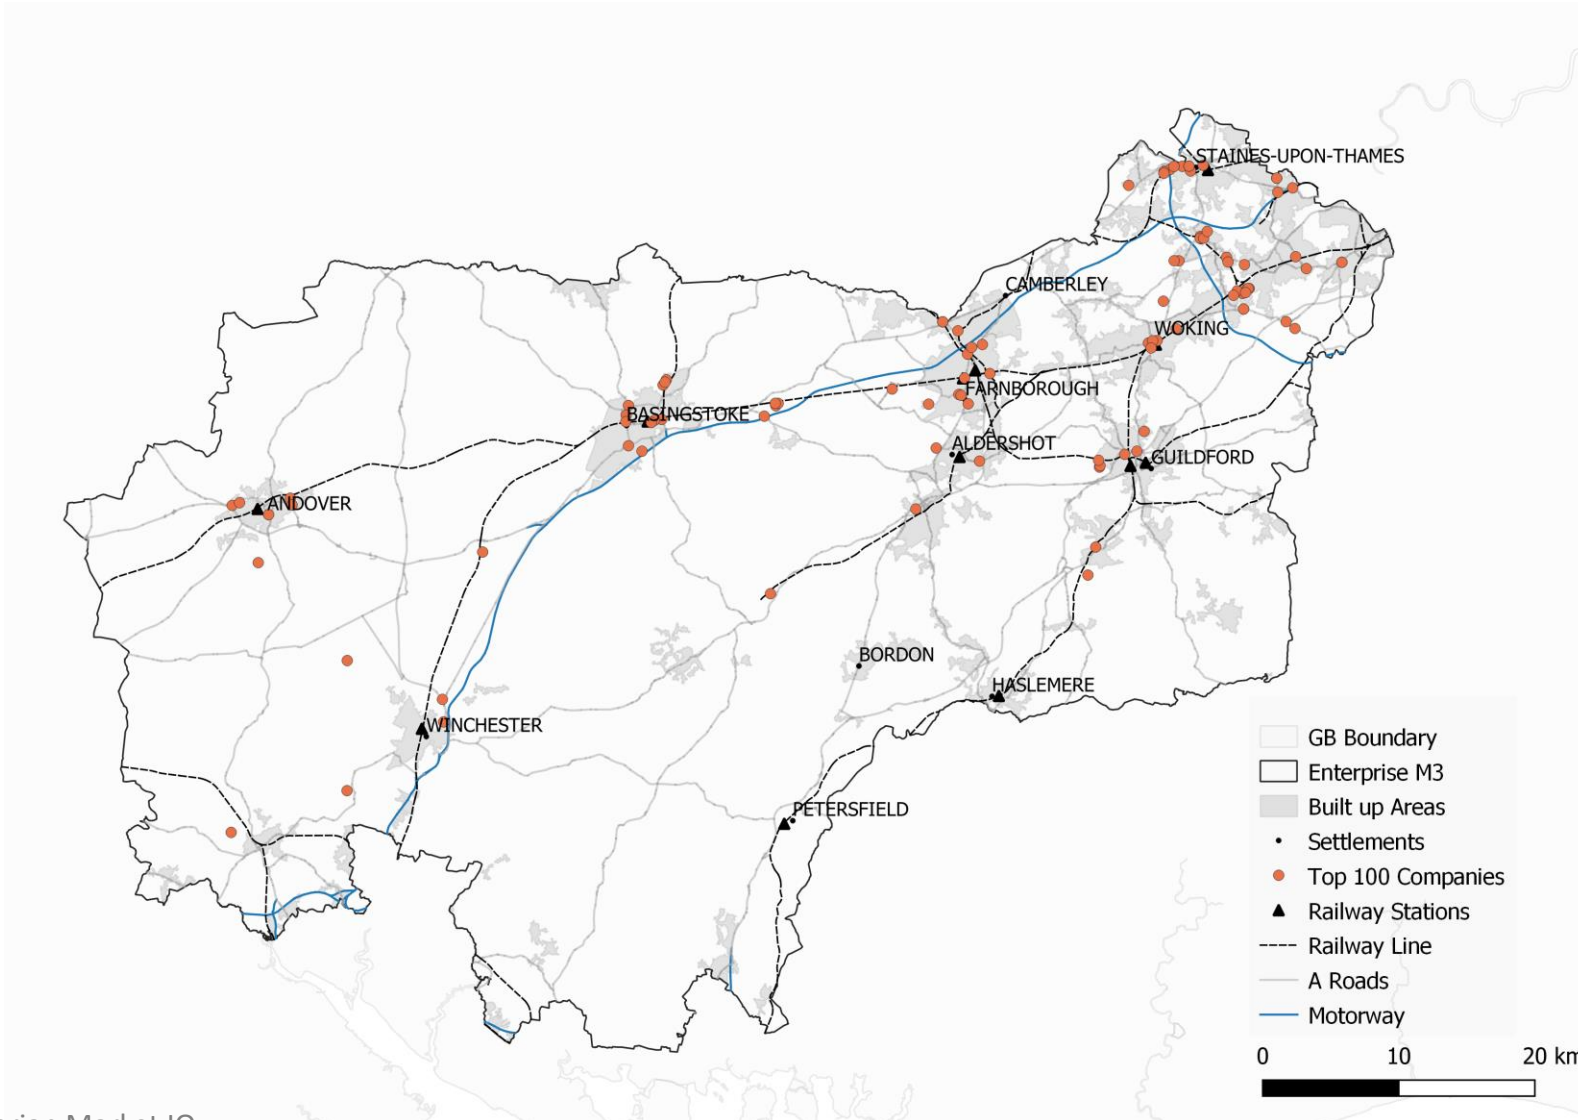 STAINES-UPON-THAMES
CAMBERLEY
WOKING
FARNBOROUGH
BASINGSTOKE
ALDERSHOT
GUILDFORD
ANDOVER
BORDON
HASLEMERE
WINCHESTER
PETERSFIELD
GB Boundary
Enterprise M3
Built up Areas
Settlements
Top 100 Companies
Railway Stations
Railway Line
A Roads
Motorway
0 10 20 km